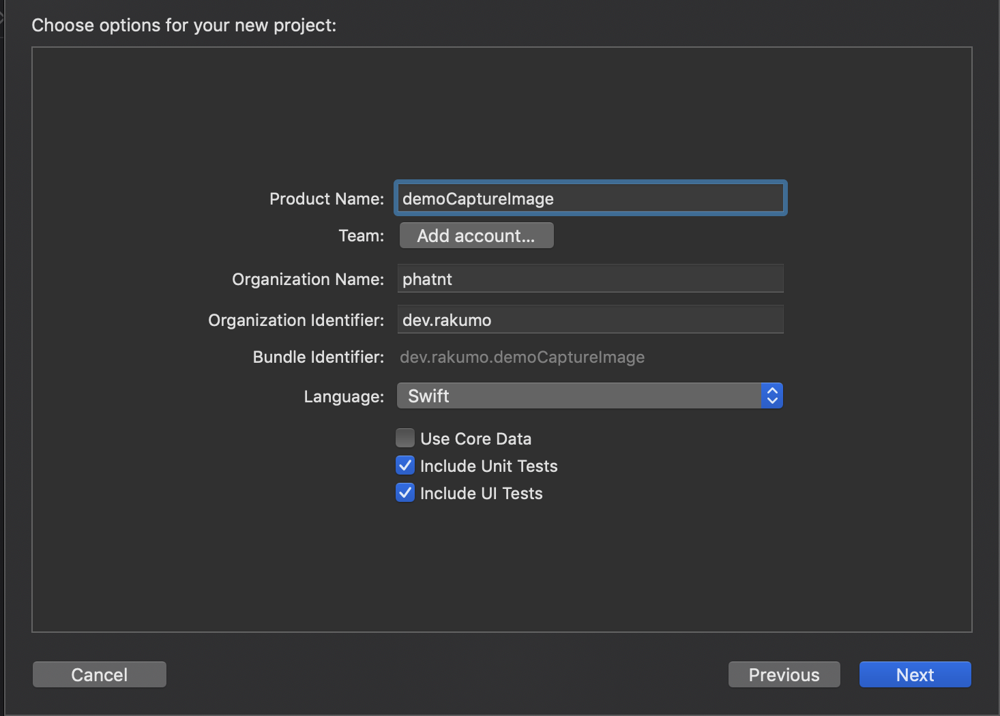 Choose options for your new project:
Product Name: demoCaptureImage
Team: Add account...
Organization Name: phatnt
Organization Identifier: dev.rakumo
Bundle Identifier: dev.rakumo.demoCaptureImage
Language: Swift
Use Core Data
Include Unit Tests
Include UI Tests
Cancel Previous Next